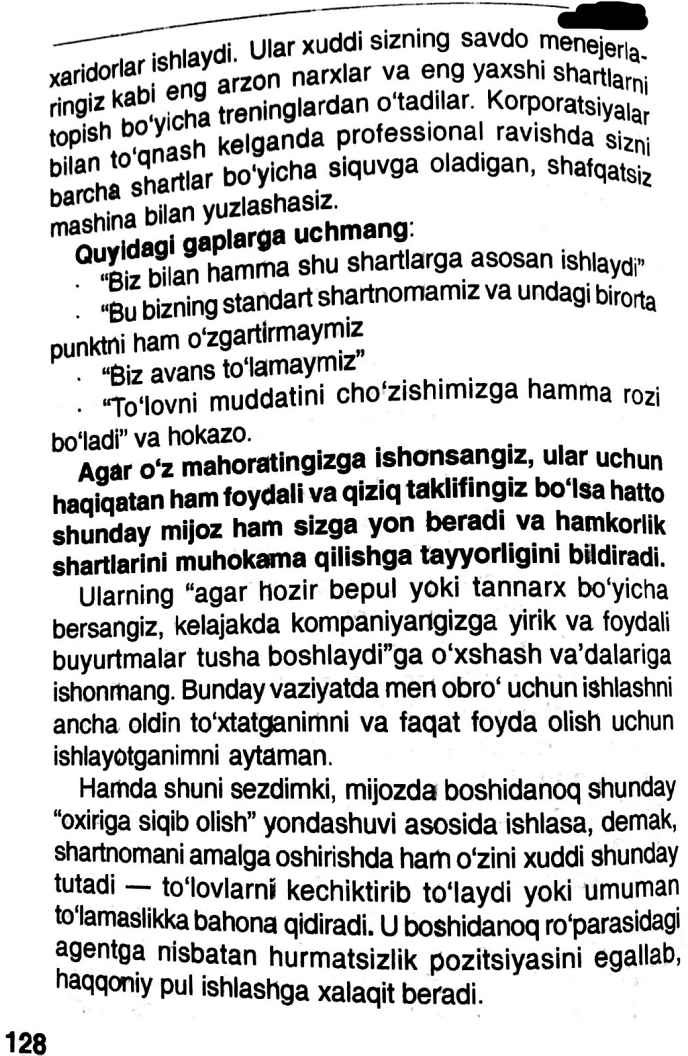 xaridorlar ishlaydi. Ular xuddi sizning savdo menejerla-
ringiz kabi eng arzon narxlar va eng yaxshi shartlarni
topish bo‘yicha treninglardan o‘tadilar. Korporatsiyalar
bilan to‘qnash kelganda professional ravishda sizni
barcha shartlar bo‘yicha siquvga oladigan, shafqatsiz
mashina bilan yuzlashasiz.
Quyidagi gaplarga uchmang:
· “Biz bilan hamma shu shartlarga asosan ishlaydi”
· “Bu bizning standart shartnomamiz va undagi birorta
punktni ham o‘zgartirmaymiz
· “Biz avans to‘lamaymiz”
· “To‘lovni muddatini cho‘zishimizga hamma rozi
bo‘ladi” va hokazo.
Agar o‘z mahoratingizga ishonsangiz, ular uchun
haqiqatan ham foydali va qiziq taklifingiz bo‘lsa hatto
shunday mijoz ham sizga yon beradi va hamkorlik
shartlarini muhokama qilishga tayyorligini bildiradi.
Ularning “agar hozir bepul yoki tannarx bo‘yicha
bersangiz, kelajakda kompaniyangizga yirik va foydali
buyurtmalar tusha boshlaydi”ga o‘xshash va’dalariga
ishonmang. Bunday vaziyatda men obro‘ uchun ishlashni
ancha oldin to‘xtatganimni va faqat foyda olish uchun
ishlayotganimni aytaman.
Hamda shuni sezdimki, mijozda boshidanoq shunday
“oxiriga siqib olish” yondashuvi asosida ishlasa, demak,
shartnomani amalga oshirishda ham o‘zini xuddi shunday
tutadi — to‘lovlarni kechiktirib to‘laydi yoki umuman
to‘lamaslikka bahona qidiradi. U boshidanoq ro‘parasidagi
agentga nisbatan hurmatsizlik pozitsiyasini egallab,
haqqoniy pul ishlashga xalaqit beradi.
128